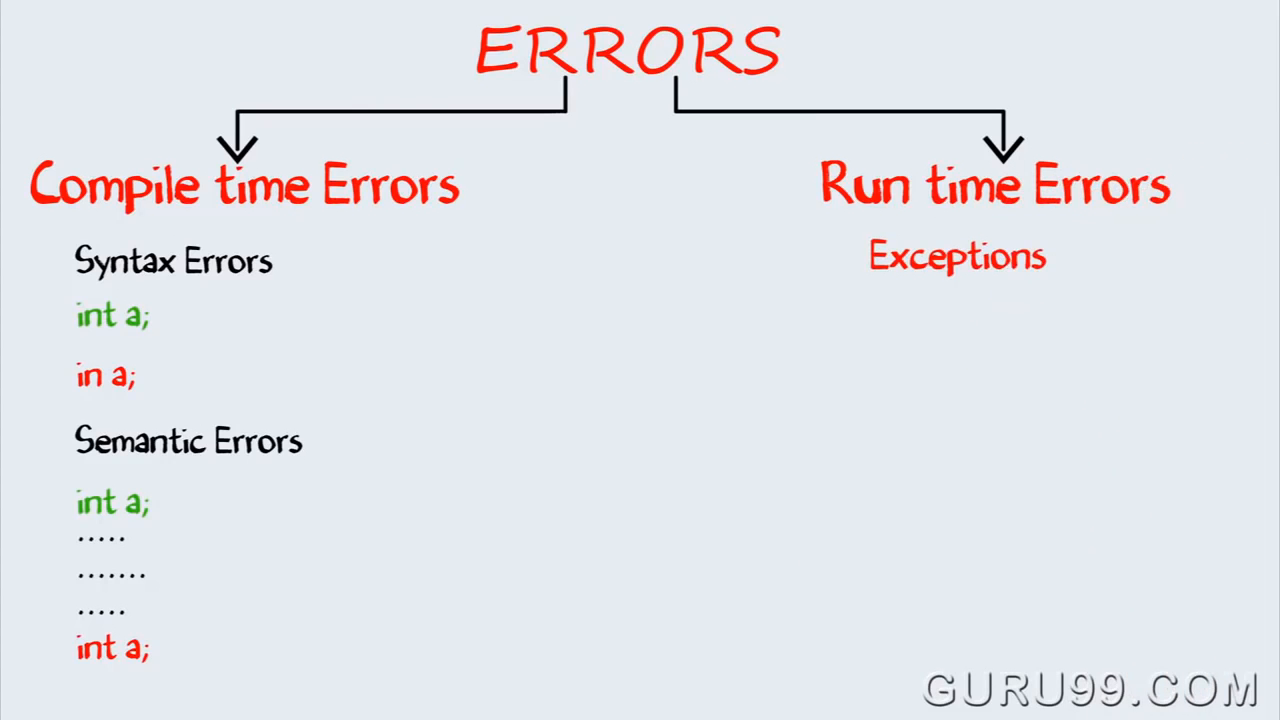 ERRORS
Compile time Errors
Run time Errors
Syntax Errors
Exceptions
int a;
in a;
Semantic Errors
int a;
.....
.......
.....
int a;
GURU99.COM